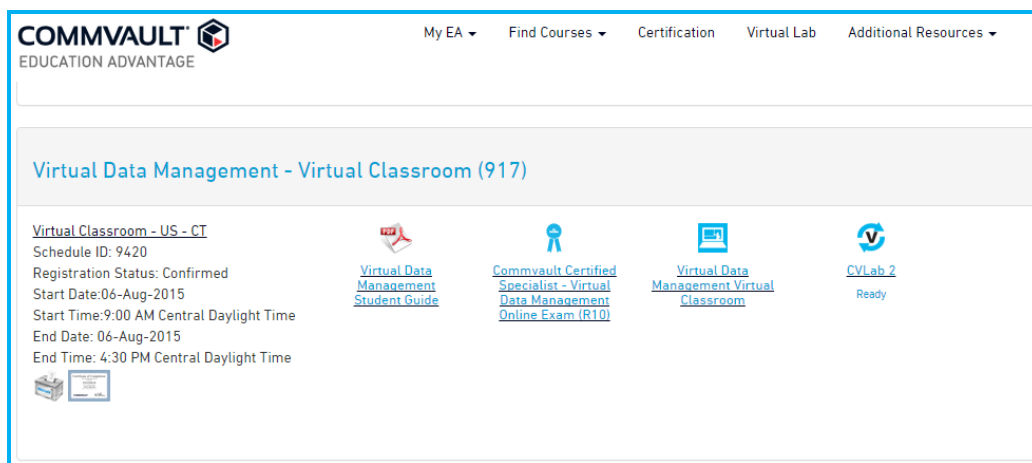 COMMVAULT
EDUCATION ADVANTAGE
My EA
Find Courses
Certification
Virtual Lab
Additional Resources
Virtual Data Management - Virtual Classroom (917)
Virtual Classroom - US - CT
Schedule ID: 9420
Registration Status: Confirmed
Start Date:06-Aug-2015
Start Time:9:00 AM Central Daylight Time
End Date: 06-Aug-2015
End Time: 4:30 PM Central Daylight Time
PDF
Virtual Data
Management
Student Guide
Commvault Certified
Specialist - Virtual
Data Management
Online Exam (R10)
Virtual Data
Management Virtual
Classroom
V
CVLab 2
Ready